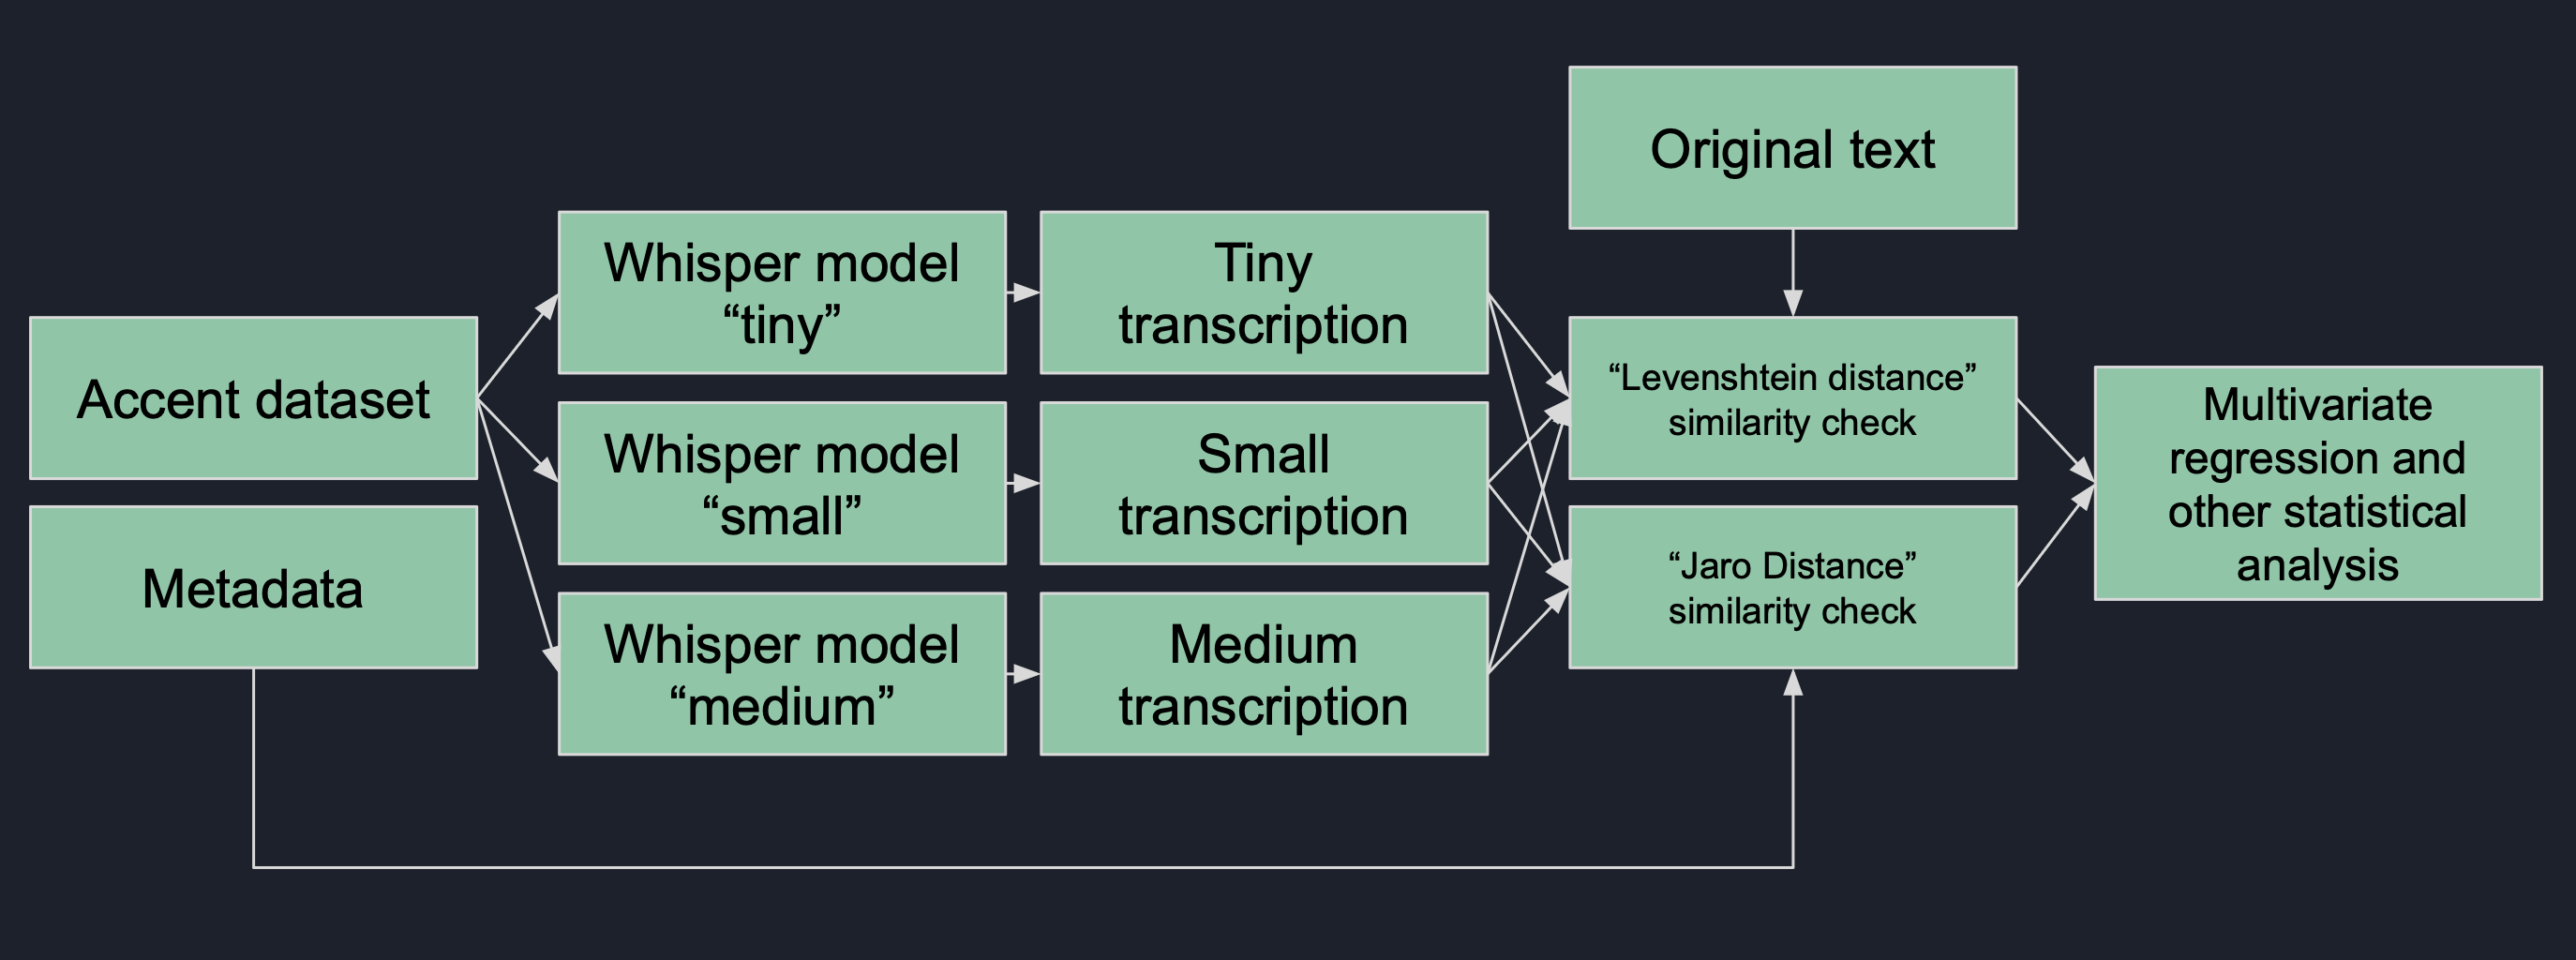 Original text
Whisper model
“tiny”
Tiny
transcription
Accent dataset
Whisper model
“small”
Small
transcription
“Levenshtein distance”
similarity check
Multivariate
regression and
other statistical
analysis
Metadata
Whisper model
“medium”
Medium
transcription
“Jaro Distance”
similarity check